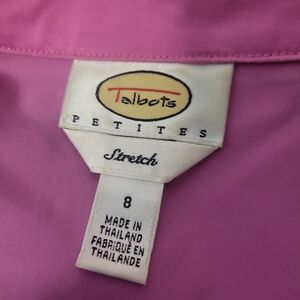 Talbots
PETITES
Stretch
8
MADE IN
THAILAND
FABRIQUÉ EN
THAILANDE